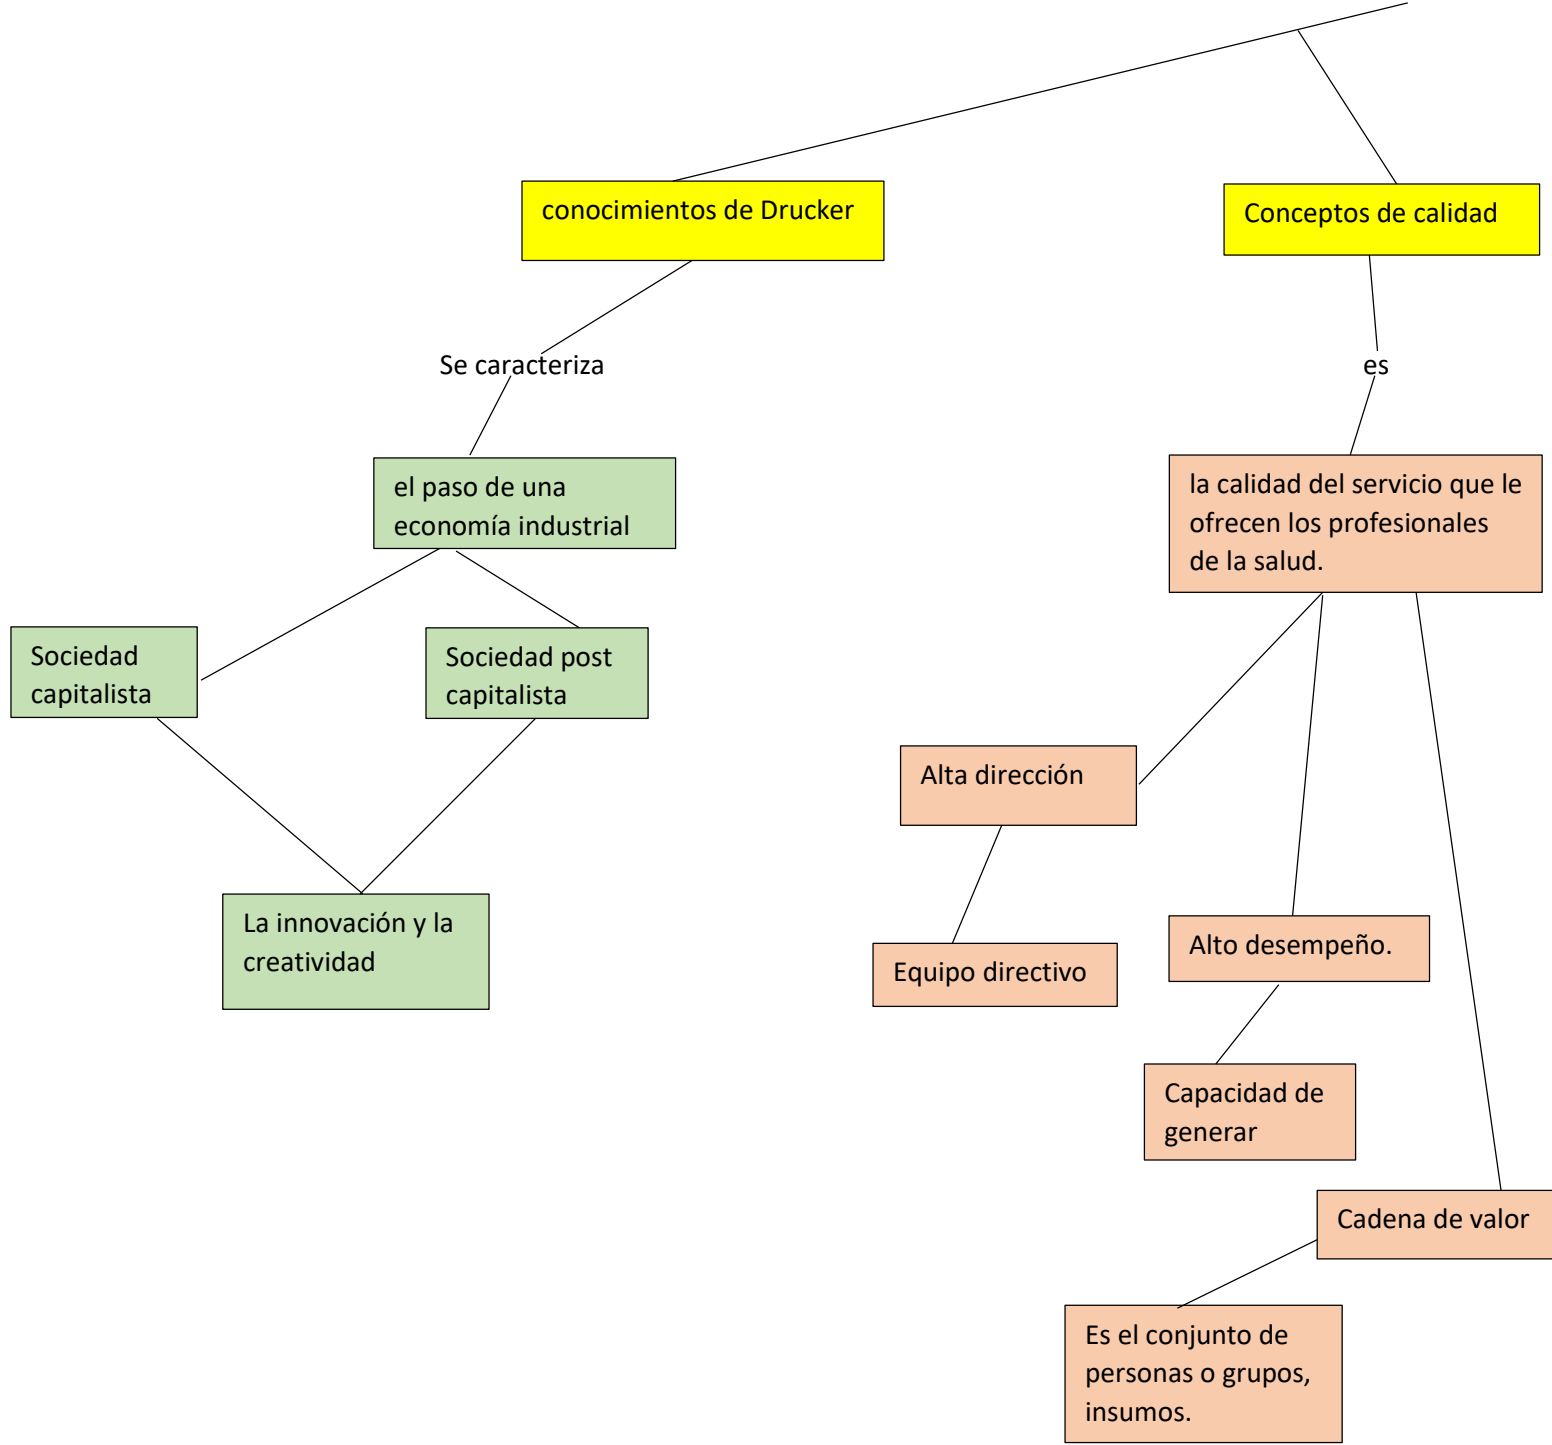 conocimientos de Drucker
Conceptos de calidad
Se caracteriza
es
el paso de una
economía industrial
la calidad del servicio que le
ofrecen los profesionales
de la salud.
Sociedad
capitalista
Sociedad post
capitalista
Alta dirección
La innovación y la
creatividad
Equipo directivo
Alto desempeño.
Capacidad de
generar
Cadena de valor
Es el conjunto de
personas o grupos,
insumos.